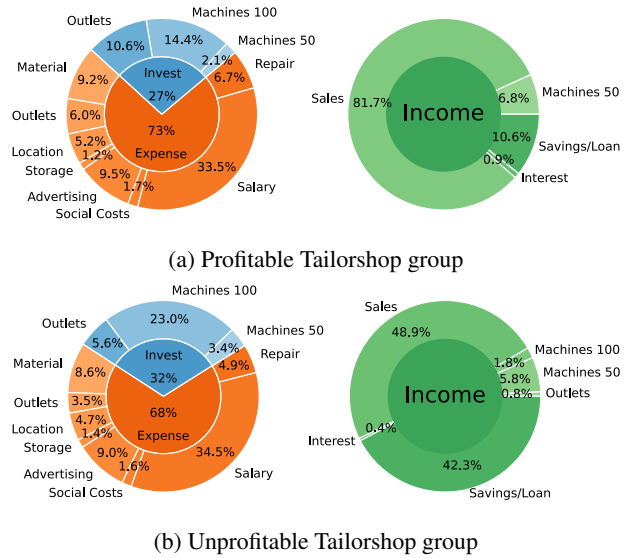 Machines 100
Outlets
14.4%
Machines 50
10.6%
2.1%
Repair
Material
Invest
6.7%
9.2%
27%
Outlets
6.0%
73%
5.2%
Expense
Location
1.2%
Storage
9.5%
33.5%
Advertising
1.7%
Salary
Social Costs
Sales
81.7%
Income
6.8%
Machines 50
10.6%
Savings/Loan
0.9%
Interest
(a) Profitable Tailorshop group
Machines 100
23.0%
Outlets
Machines 50
5.6%
3.4%
Repair
Material
Invest
4.9%
8.6%
32%
Outlets
3.5%
68%
4.7%
Expense
Location
1.4%
Storage
9.0%
34.5%
Advertising
1.6%
Salary
Social Costs
Sales
48.9%
Machines 100
1.8%
Machines 50
5.8%
Income
0.8%
Outlets
0.4%
Interest
42.3%
Savings/Loan
(b) Unprofitable Tailorshop group